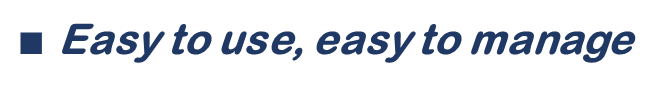 ■ Easy to use, easy to manage